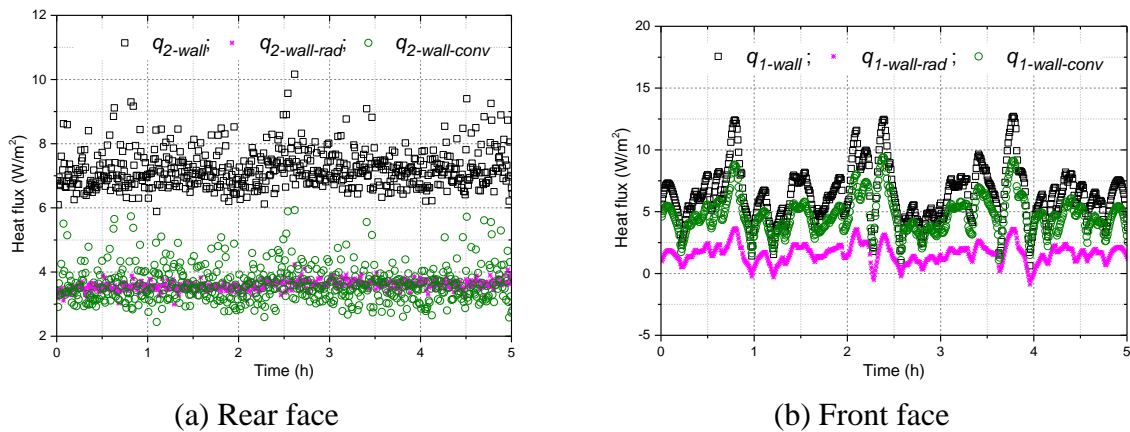 12
10
8
6
4
2
Heat flux (W/m²)
q2-wall; q2-wall-rad; q2-wall-conv
0 1 2 3 4 5
Time (h)
(a) Rear face
20
15
10
5
0
-5
Heat flux (W/m²)
q1-wall ; q1-wall-rad ; q1-wall-conv
0 1 2 3 4 5
Time (h)
(b) Front face